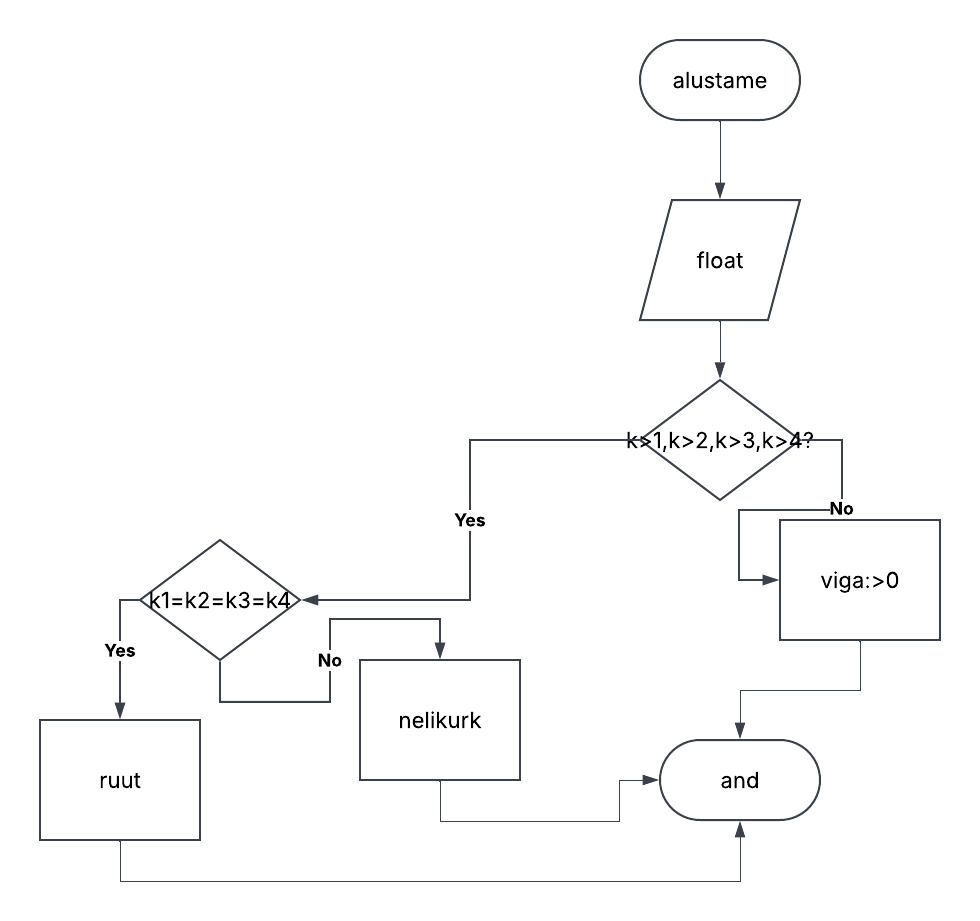 alustame
float
k>1,k>2,k>3,k>4?
No
Yes
viga:>0
k1=k2=k3=k4
Yes
No
nelikurk
ruut
and